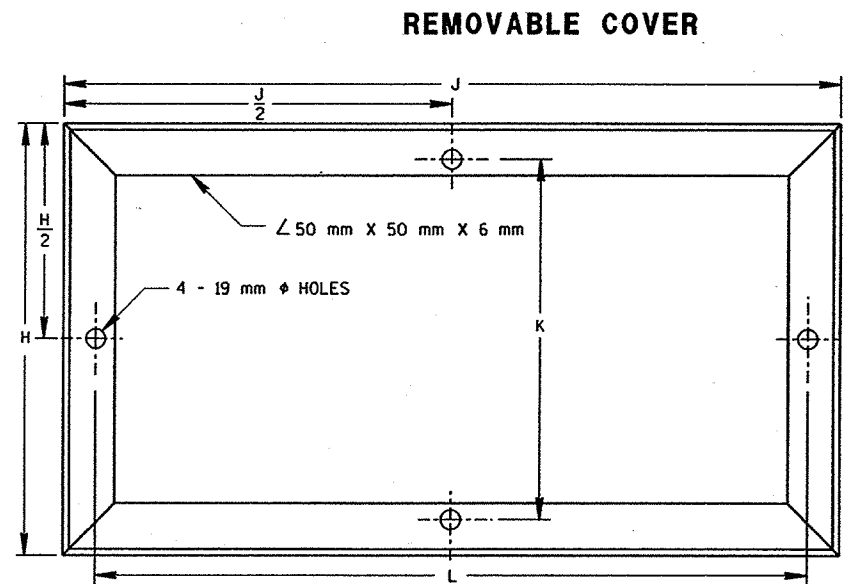 REMOVABLE COVER
J
J
2
H
2
∠50 mm X 50 mm X 6 mm
4 - 19 mm φ HOLES
H
K
L